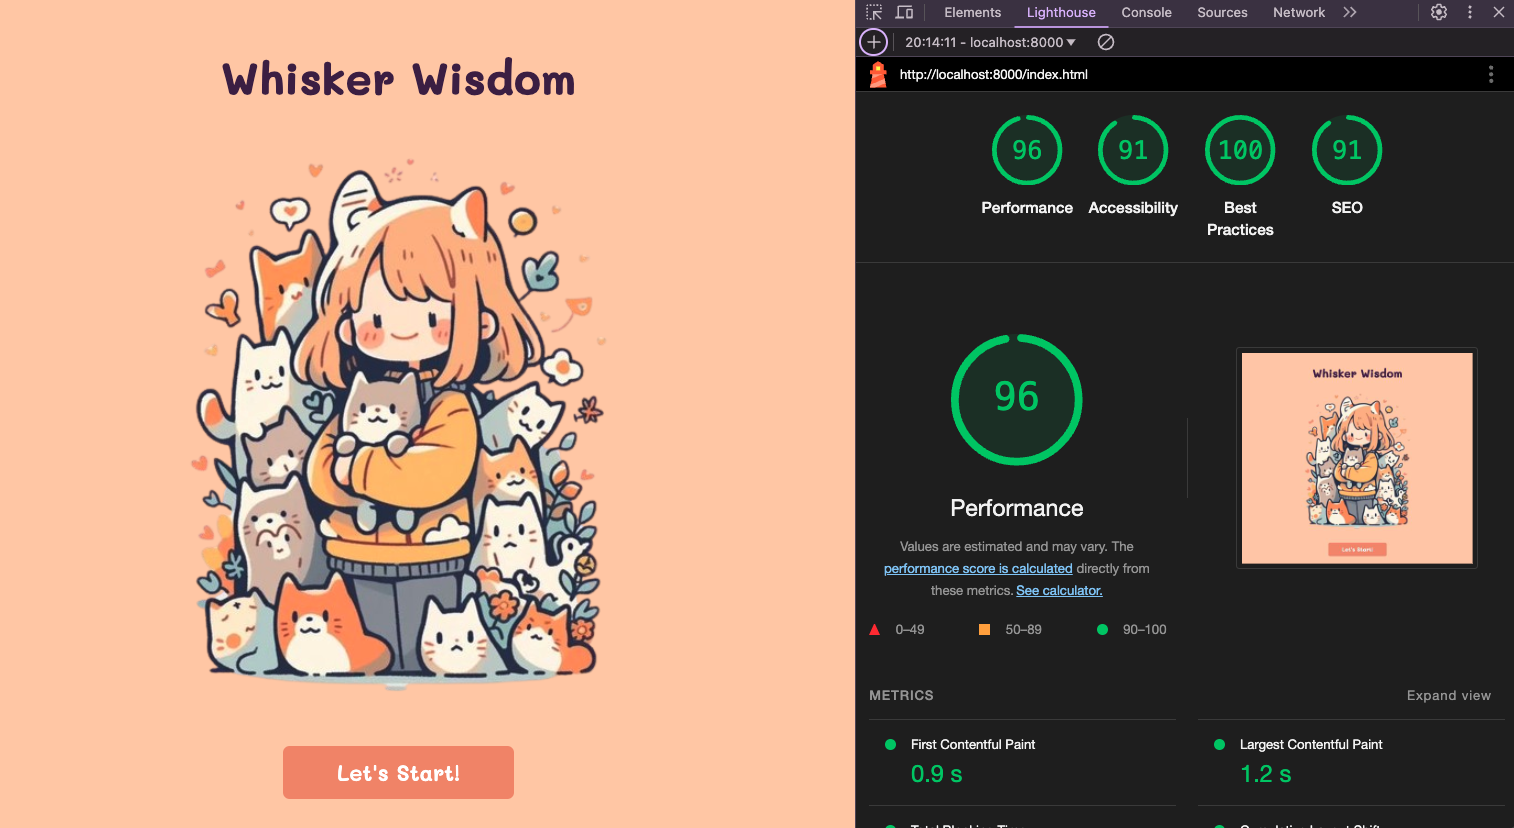 Whisker Wisdom
Let's Start!
Elements Lighthouse Console Sources Network
20:14:11 - localhost:8000
http://localhost:8000/index.html
96 91 100 91
Performance Accessibility Best Practices SEO
96
Performance
Values are estimated and may vary. The
performance score is calculated directly from
these metrics. See calculator.
0–49 50–89 90–100
Whisker Wisdom
Let's Start!
METRICS Expand view
First Contentful Paint Largest Contentful Paint
0.9 s 1.2 s